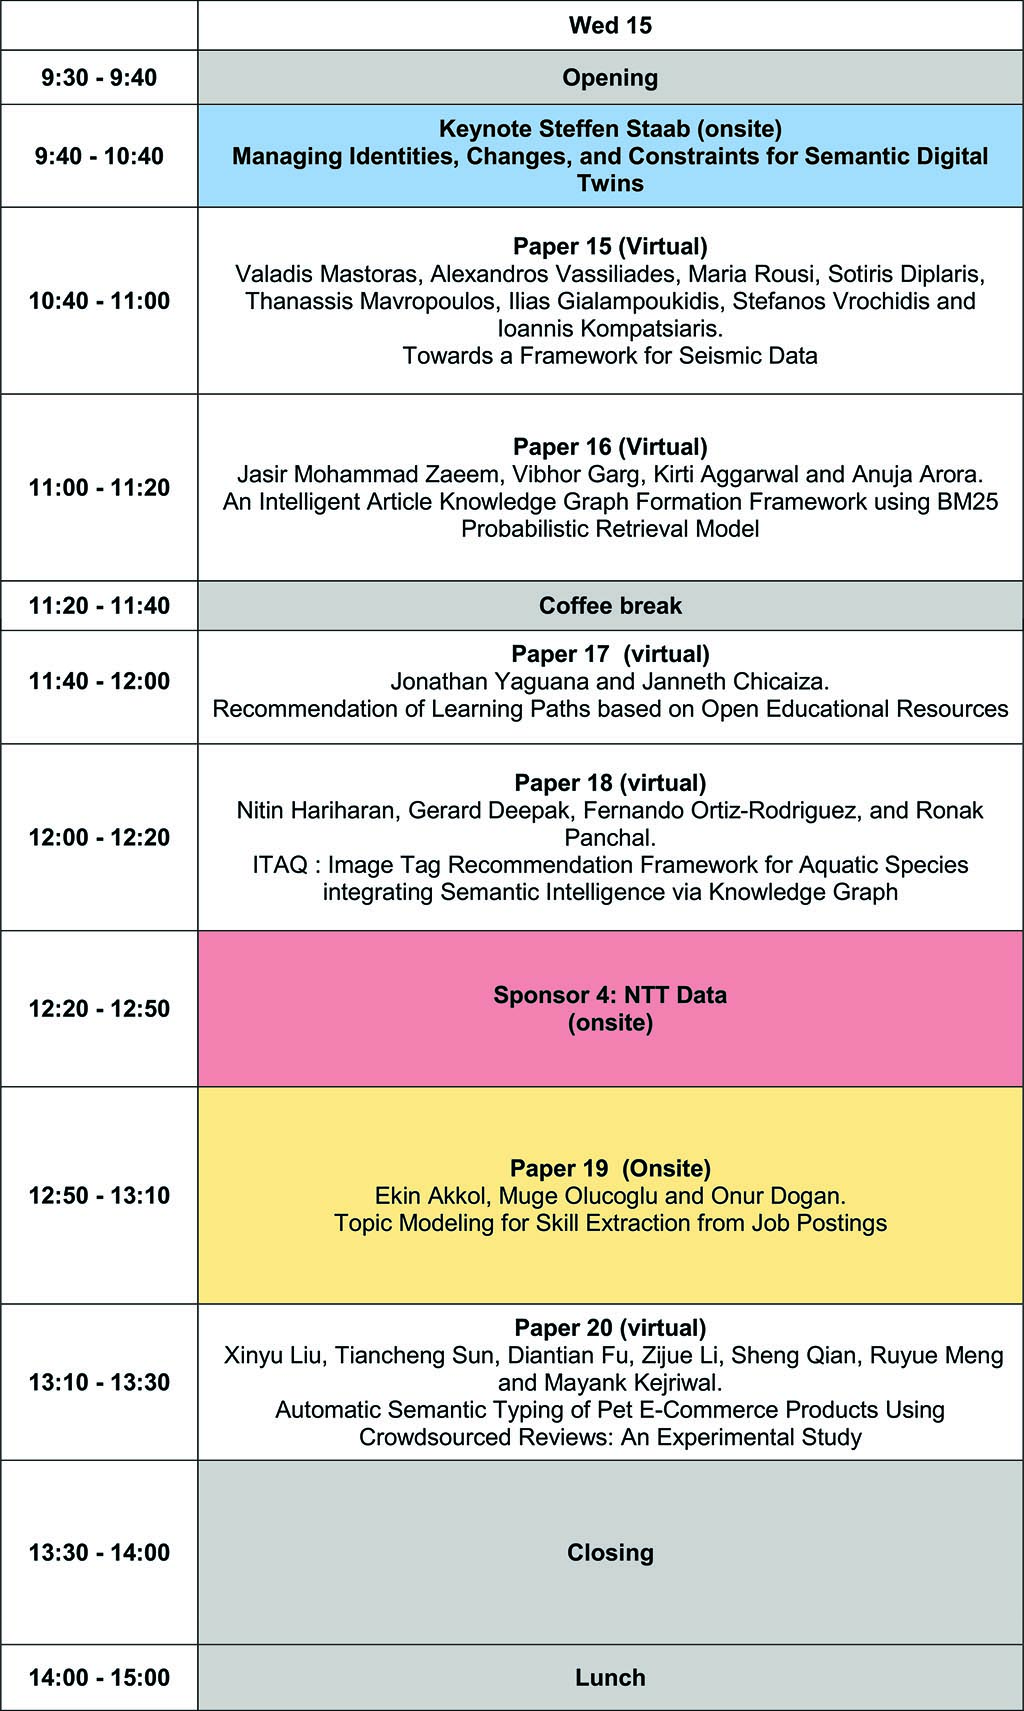 Wed 15
9:30 - 9:40
Opening
9:40 - 10:40
Keynote Steffen Staab (onsite)
Managing Identities, Changes, and Constraints for Semantic Digital
Twins
10:40 - 11:00
Paper 15 (Virtual)
Valadis Mastoras, Alexandros Vassiliades, Maria Rousi, Sotiris Diplaris,
Thanassis Mavropoulos, Ilias Gialampoukidis, Stefanos Vrochidis and
Ioannis Kompatsiaris.
Towards a Framework for Seismic Data
11:00 - 11:20
Paper 16 (Virtual)
Jasir Mohammad Zaeem, Vibhor Garg, Kirti Aggarwal and Anuja Arora.
An Intelligent Article Knowledge Graph Formation Framework using BM25
Probabilistic Retrieval Model
11:20 - 11:40
Coffee break
11:40 - 12:00
Paper 17  (virtual)
Jonathan Yaguana and Janneth Chicaiza.
Recommendation of Learning Paths based on Open Educational Resources
12:00 - 12:20
Paper 18 (virtual)
Nitin Hariharan, Gerard Deepak, Fernando Ortiz-Rodriguez, and Ronak
Panchal.
ITAQ : Image Tag Recommendation Framework for Aquatic Species
integrating Semantic Intelligence via Knowledge Graph
12:20 - 12:50
Sponsor 4: NTT Data
(onsite)
12:50 - 13:10
Paper 19  (Onsite)
Ekin Akkol, Muge Olucoglu and Onur Dogan.
Topic Modeling for Skill Extraction from Job Postings
13:10 - 13:30
Paper 20 (virtual)
Xinyu Liu, Tiancheng Sun, Diantian Fu, Zijue Li, Sheng Qian, Ruyue Meng
and Mayank Kejriwal.
Automatic Semantic Typing of Pet E-Commerce Products Using
Crowdsourced Reviews: An Experimental Study
13:30 - 14:00
Closing
14:00 - 15:00
Lunch